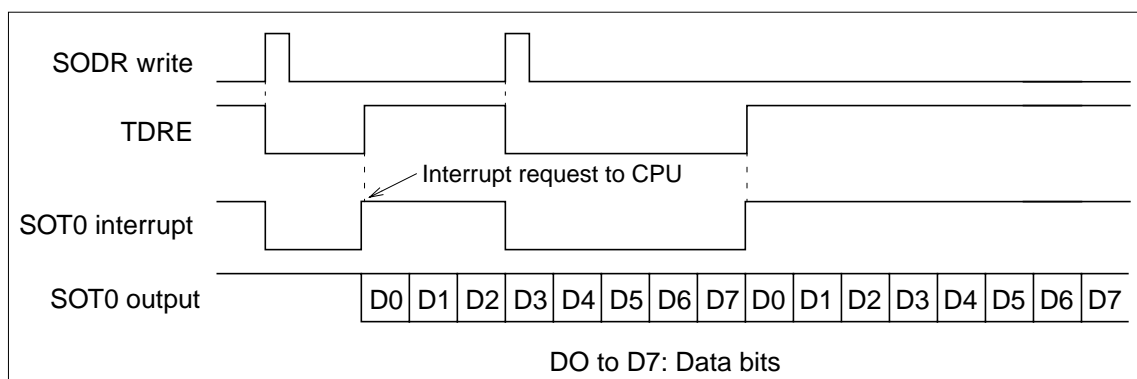 SODR write
TDRE
Interrupt request to CPU
SOT0 interrupt
SOT0 output D0 D1 D2 D3 D4 D5 D6 D7 D0 D1 D2 D3 D4 D5 D6 D7
DO to D7: Data bits